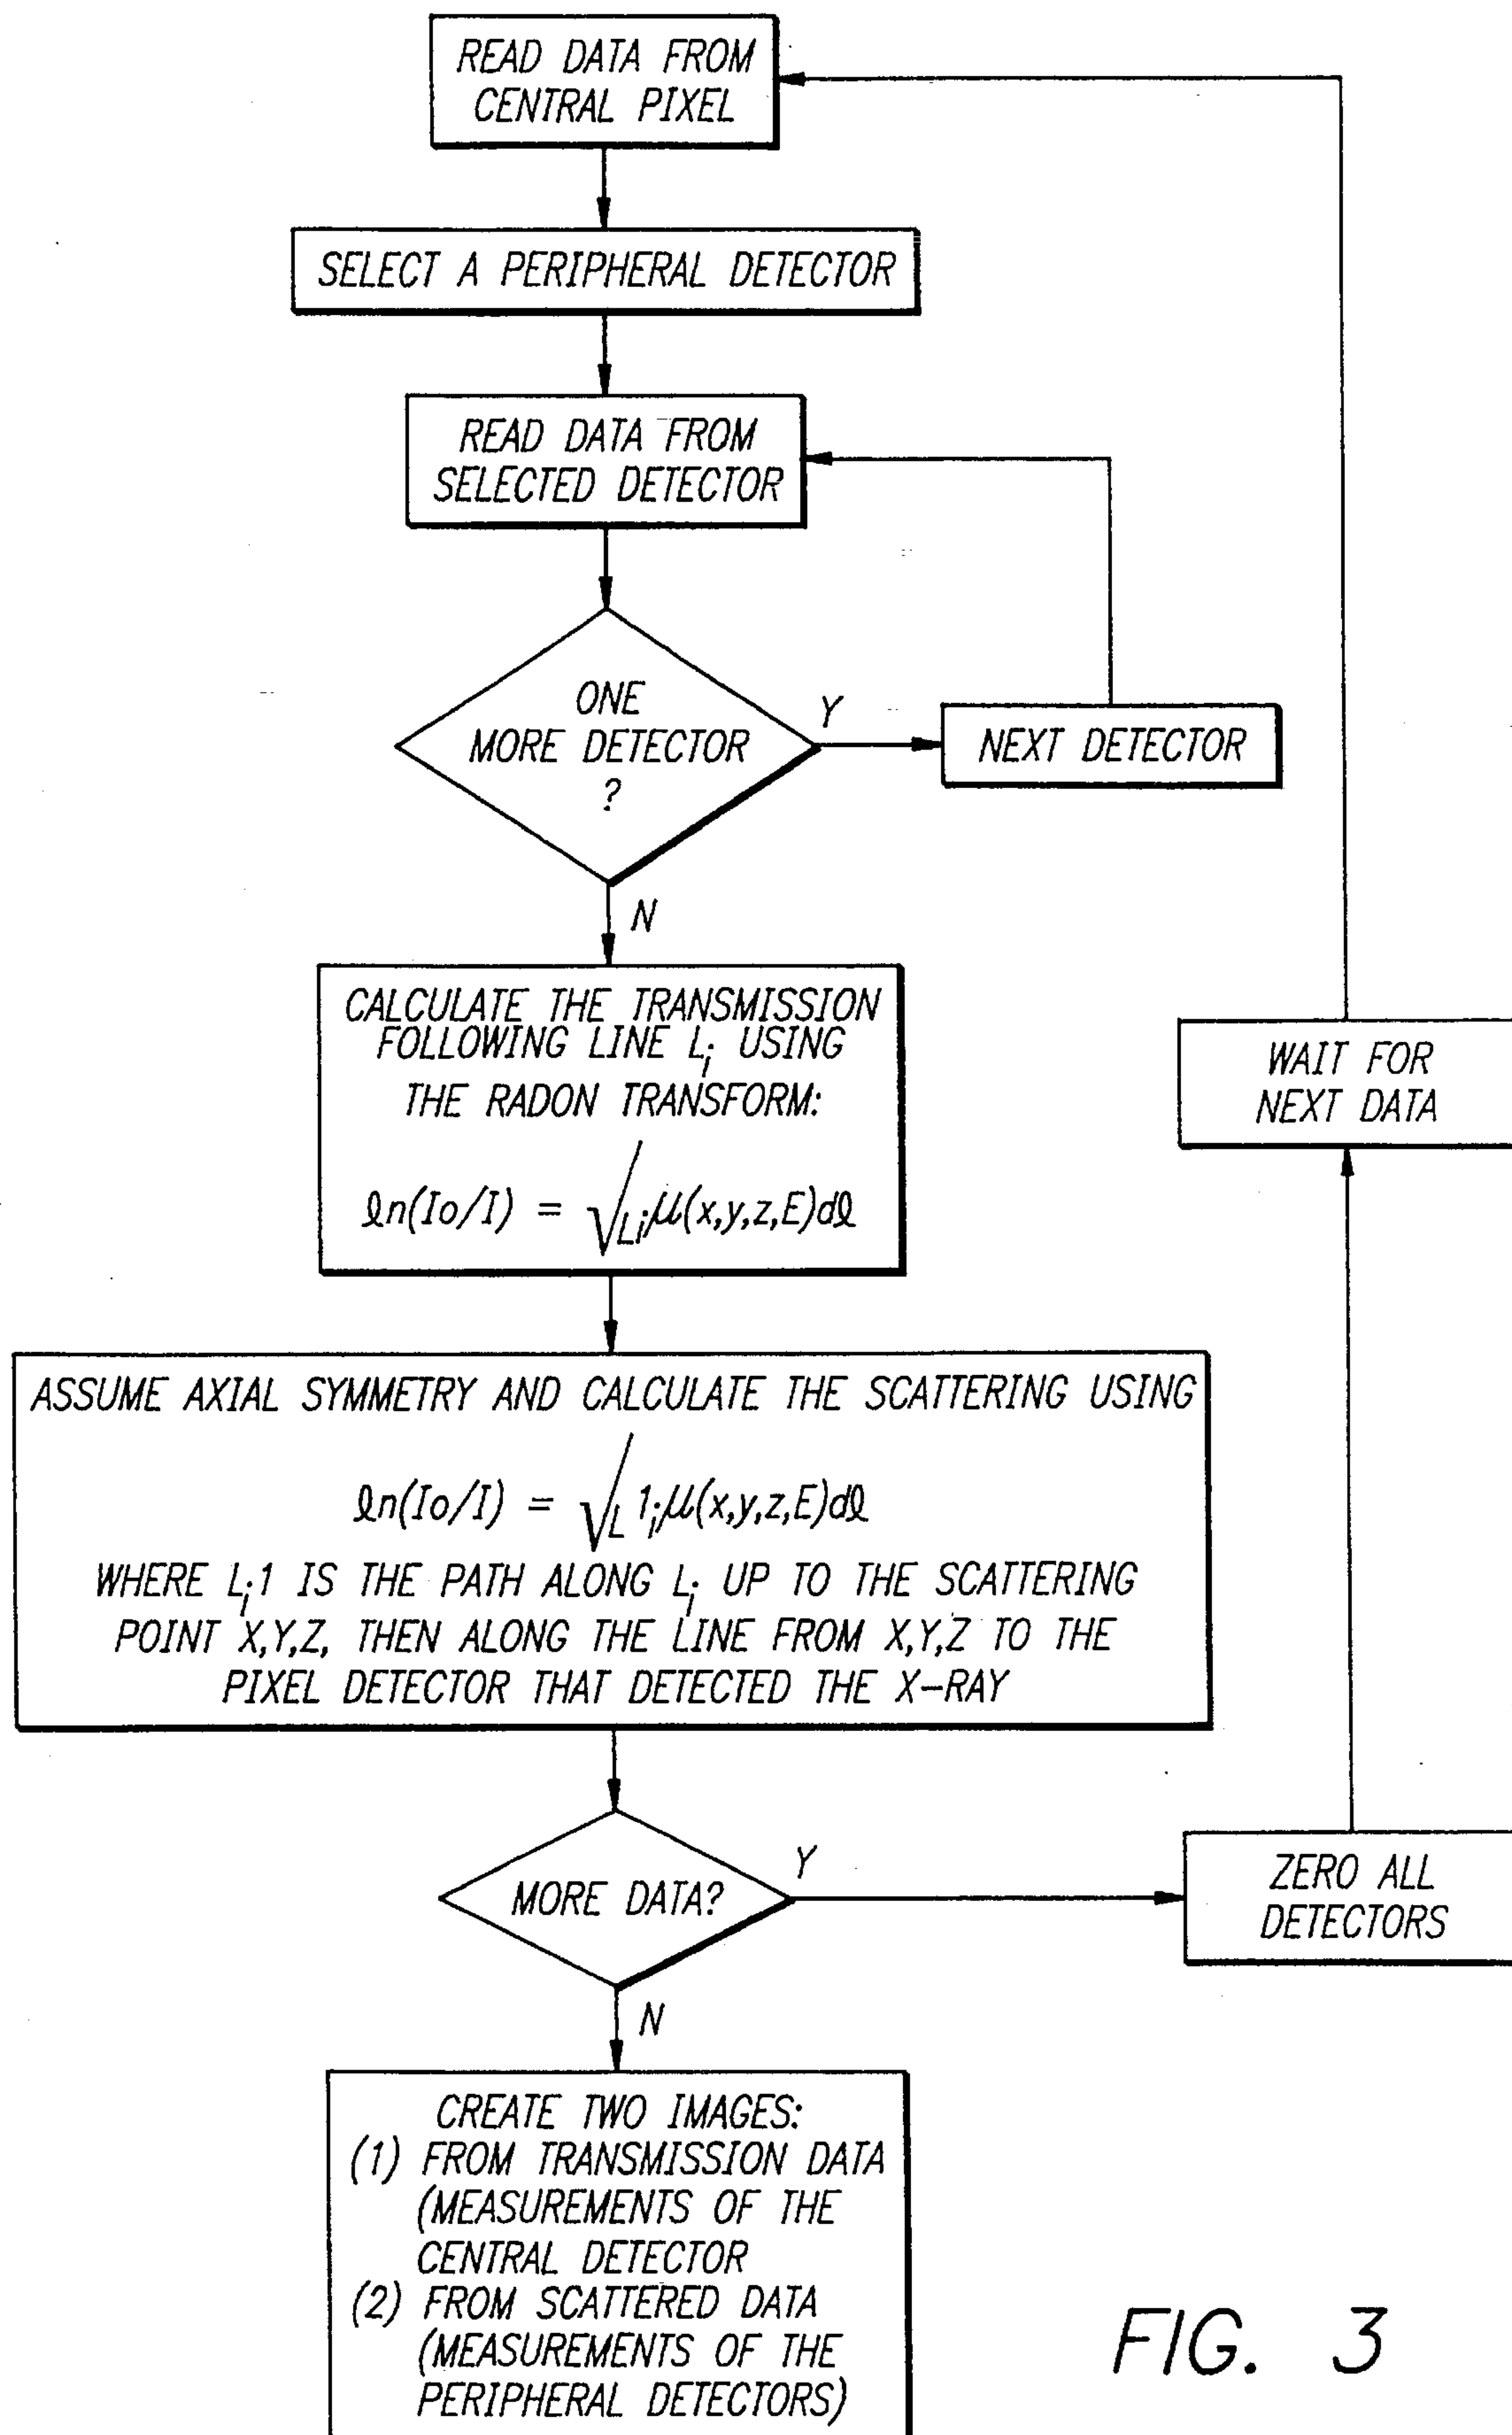 READ DATA FROM
CENTRAL PIXEL
SELECT A PERIPHERAL DETECTOR
READ DATA FROM
SELECTED DETECTOR
ONE
MORE DETECTOR
?
Y
NEXT DETECTOR
N
CALCULATE THE TRANSMISSION
FOLLOWING LINE Li USING
THE RADON TRANSFORM:
ln(Io/I) = √Li μ(x,y,z,E)dl
WAIT FOR
NEXT DATA
ASSUME AXIAL SYMMETRY AND CALCULATE THE SCATTERING USING
ln(Io/I) = √L 1i μ(x,y,z,E)dl
WHERE Li1 IS THE PATH ALONG Li UP TO THE SCATTERING
POINT X,Y,Z, THEN ALONG THE LINE FROM X,Y,Z TO THE
PIXEL DETECTOR THAT DETECTED THE X-RAY
MORE DATA?
Y
ZERO ALL
DETECTORS
N
CREATE TWO IMAGES:
(1) FROM TRANSMISSION DATA
(MEASUREMENTS OF THE
CENTRAL DETECTOR
(2) FROM SCATTERED DATA
(MEASUREMENTS OF THE
PERIPHERAL DETECTORS)
FIG. 3